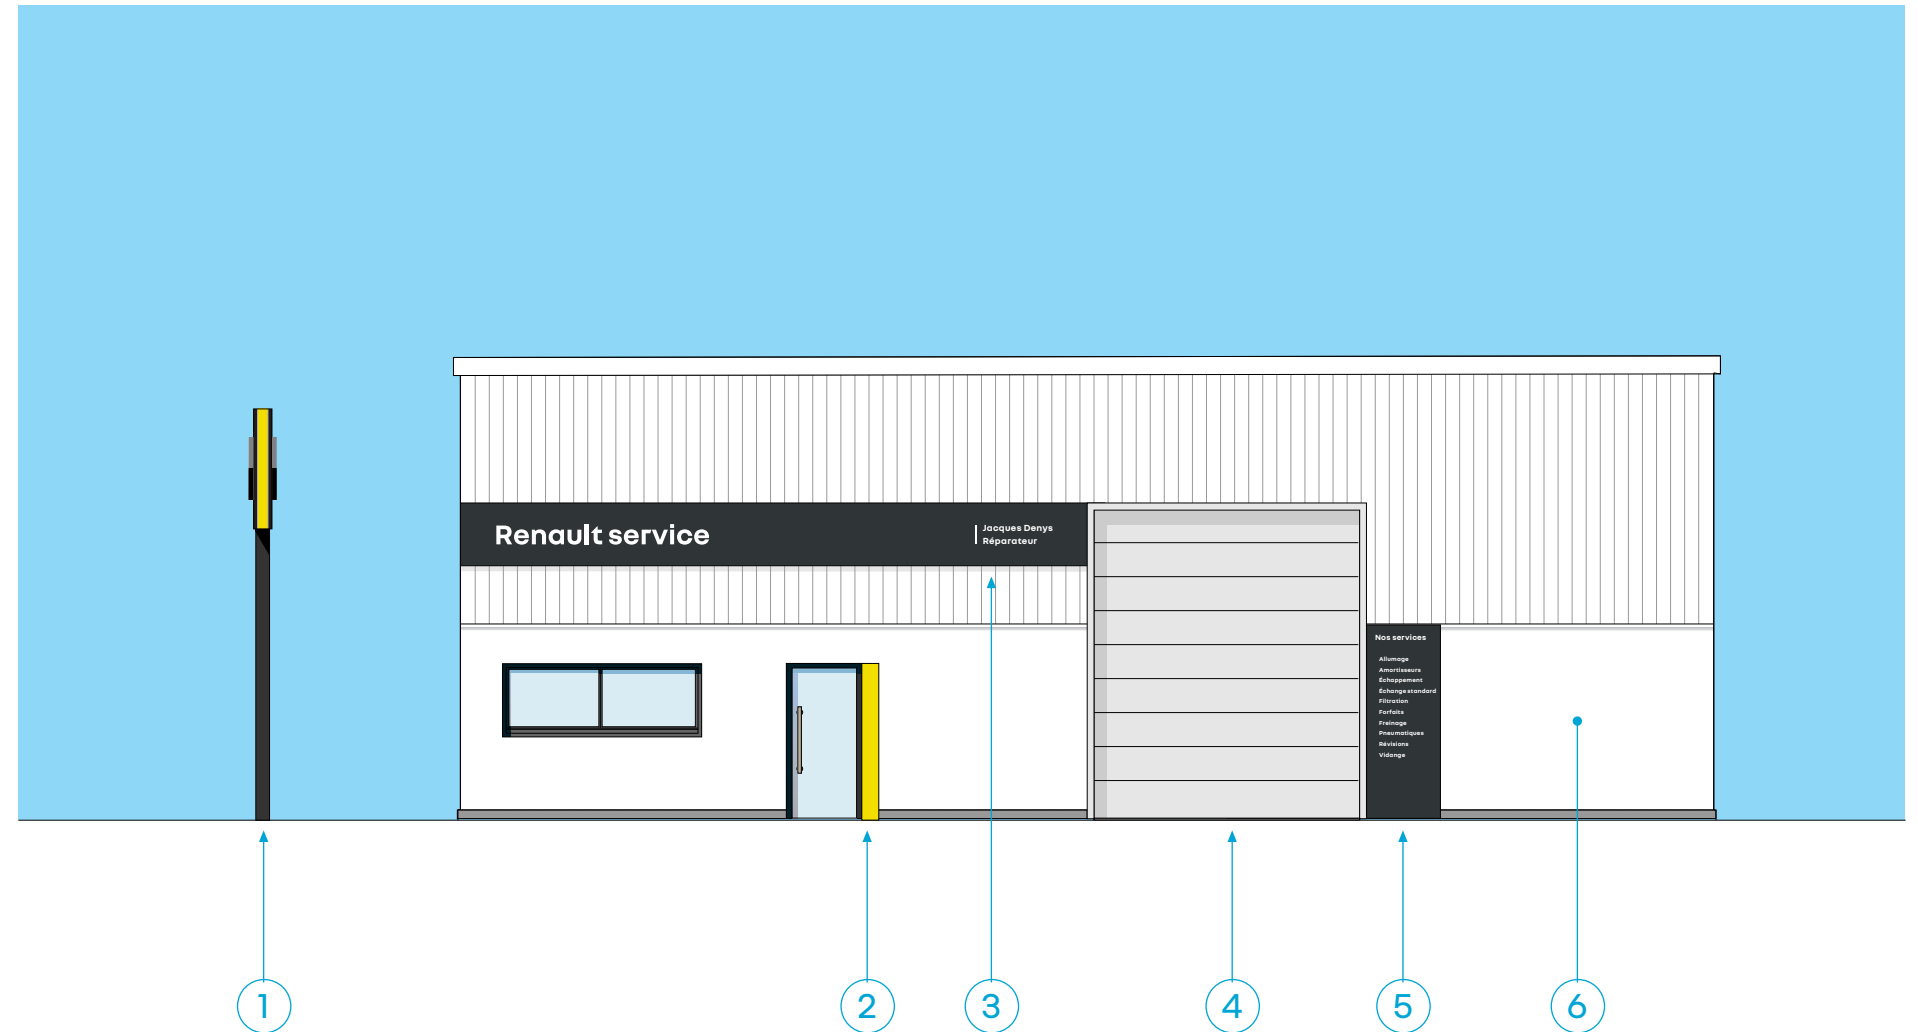 Renault service
Jacques Denys
Réparateur
Nos services
Allumage
Amortisseurs
Échappement
Échange standard
Filtration
Forfaits
Freinage
Pneumatiques
Révisions
Vidange
1
2
3
4
5
6